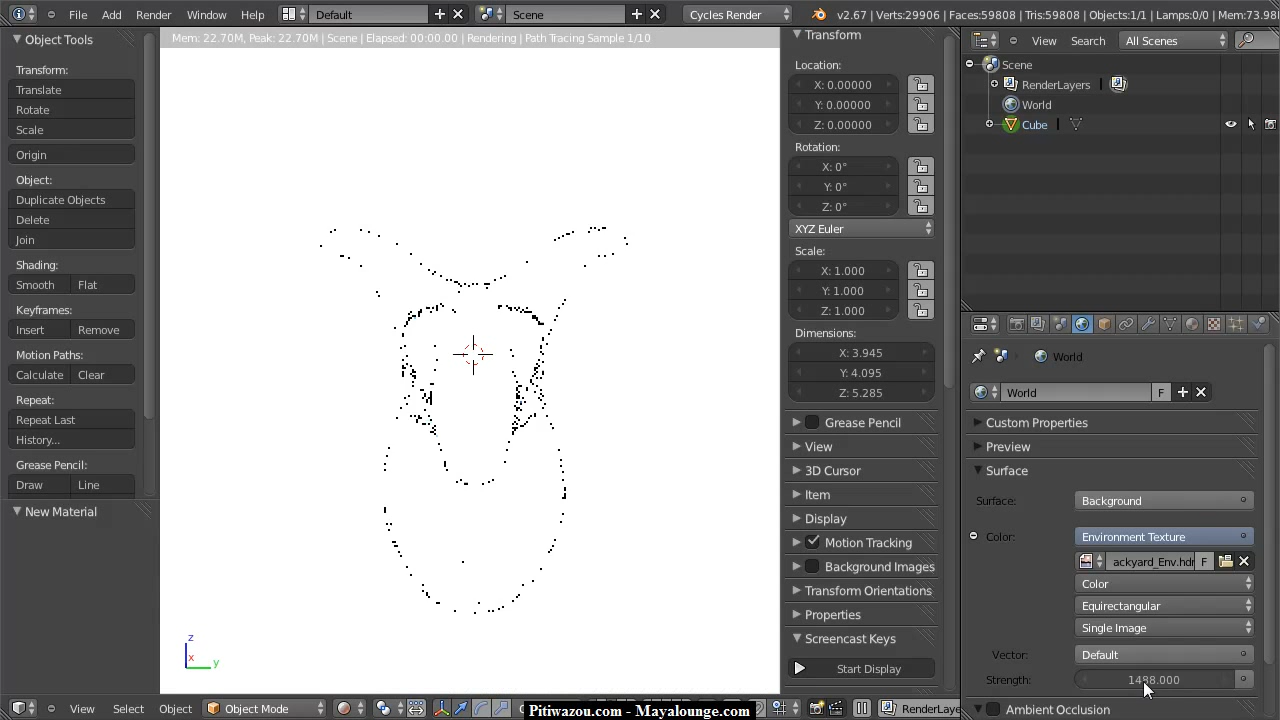 File Add Render Window Help Default Scene Cycles Render v2.67 | Verts:29906 | Faces:59808 | Tris:59808 | Objects:1/1 | Lamps:0/0 | Mem:73.98
Mem: 22.70M, Peak: 22.70M | Scene | Elapsed: 00:00.00 | Rendering | Path Tracing Sample 1/10
Object Tools
Transform:
Translate
Rotate
Scale
Origin
Object:
Duplicate Objects
Delete
Join
Shading:
Smooth Flat
Keyframes:
Insert Remove
Motion Paths:
Calculate Clear
Repeat:
Repeat Last
History...
Grease Pencil:
Draw Line
New Material
z
x y
Transform
Location:
X: 0.00000
Y: 0.00000
Z: 0.00000
Rotation:
X: 0°
Y: 0°
Z: 0°
XYZ Euler
Scale:
X: 1.000
Y: 1.000
Z: 1.000
Dimensions:
X: 3.945
Y: 4.095
Z: 5.285
Grease Pencil
View
3D Cursor
Item
Display
Motion Tracking
Background Images
Transform Orientations
Properties
Screencast Keys
Start Display
View Search All Scenes
Scene
RenderLayers
World
Cube
World
World F
Custom Properties
Preview
Surface
Surface: Background
Color: Environment Texture
ackyard_Env.hdr F
Color
Equirectangular
Single Image
Vector: Default
Strength: 1488.000
Ambient Occlusion
View Select Object Object Mode RenderLaye
Pitiwazou.com - Mayalounge.com